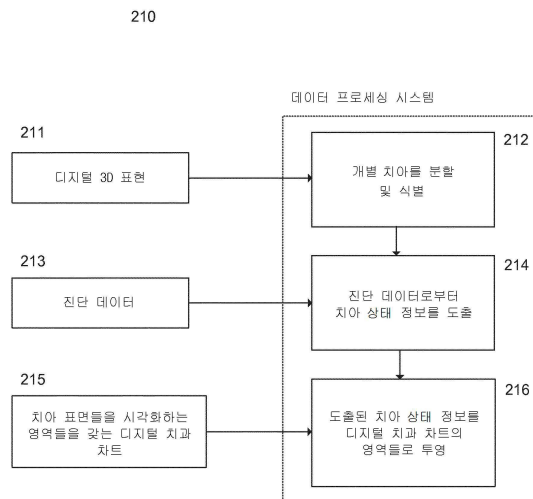 210
데이터 프로세싱 시스템
211
디지털 3D 표현
212
개별 치아를 분할
및 식별
213
진단 데이터
214
진단 데이터로부터
치아 상태 정보를 도출
215
치아 표면들을 시각화하는
영역들을 갖는 디지털 치과
차트
216
도출된 치아 상태 정보를
디지털 치과 차트의
영역들로 투영